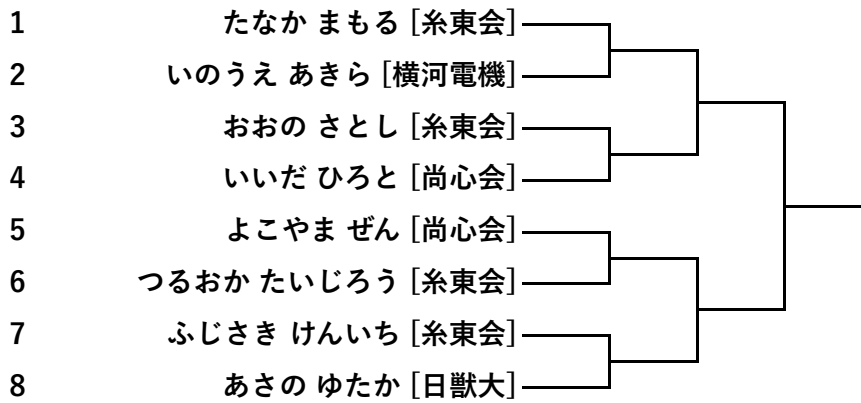 1 たなか まもる [糸東会]
2 いのうえ あきら [横河電機]
3 おおの さとし [糸東会]
4 いいだ ひろと [尚心会]
5 よこやま ぜん [尚心会]
6 つるおか たいじろう [糸東会]
7 ふじさき けんいち [糸東会]
8 あさの ゆたか [日獣大]